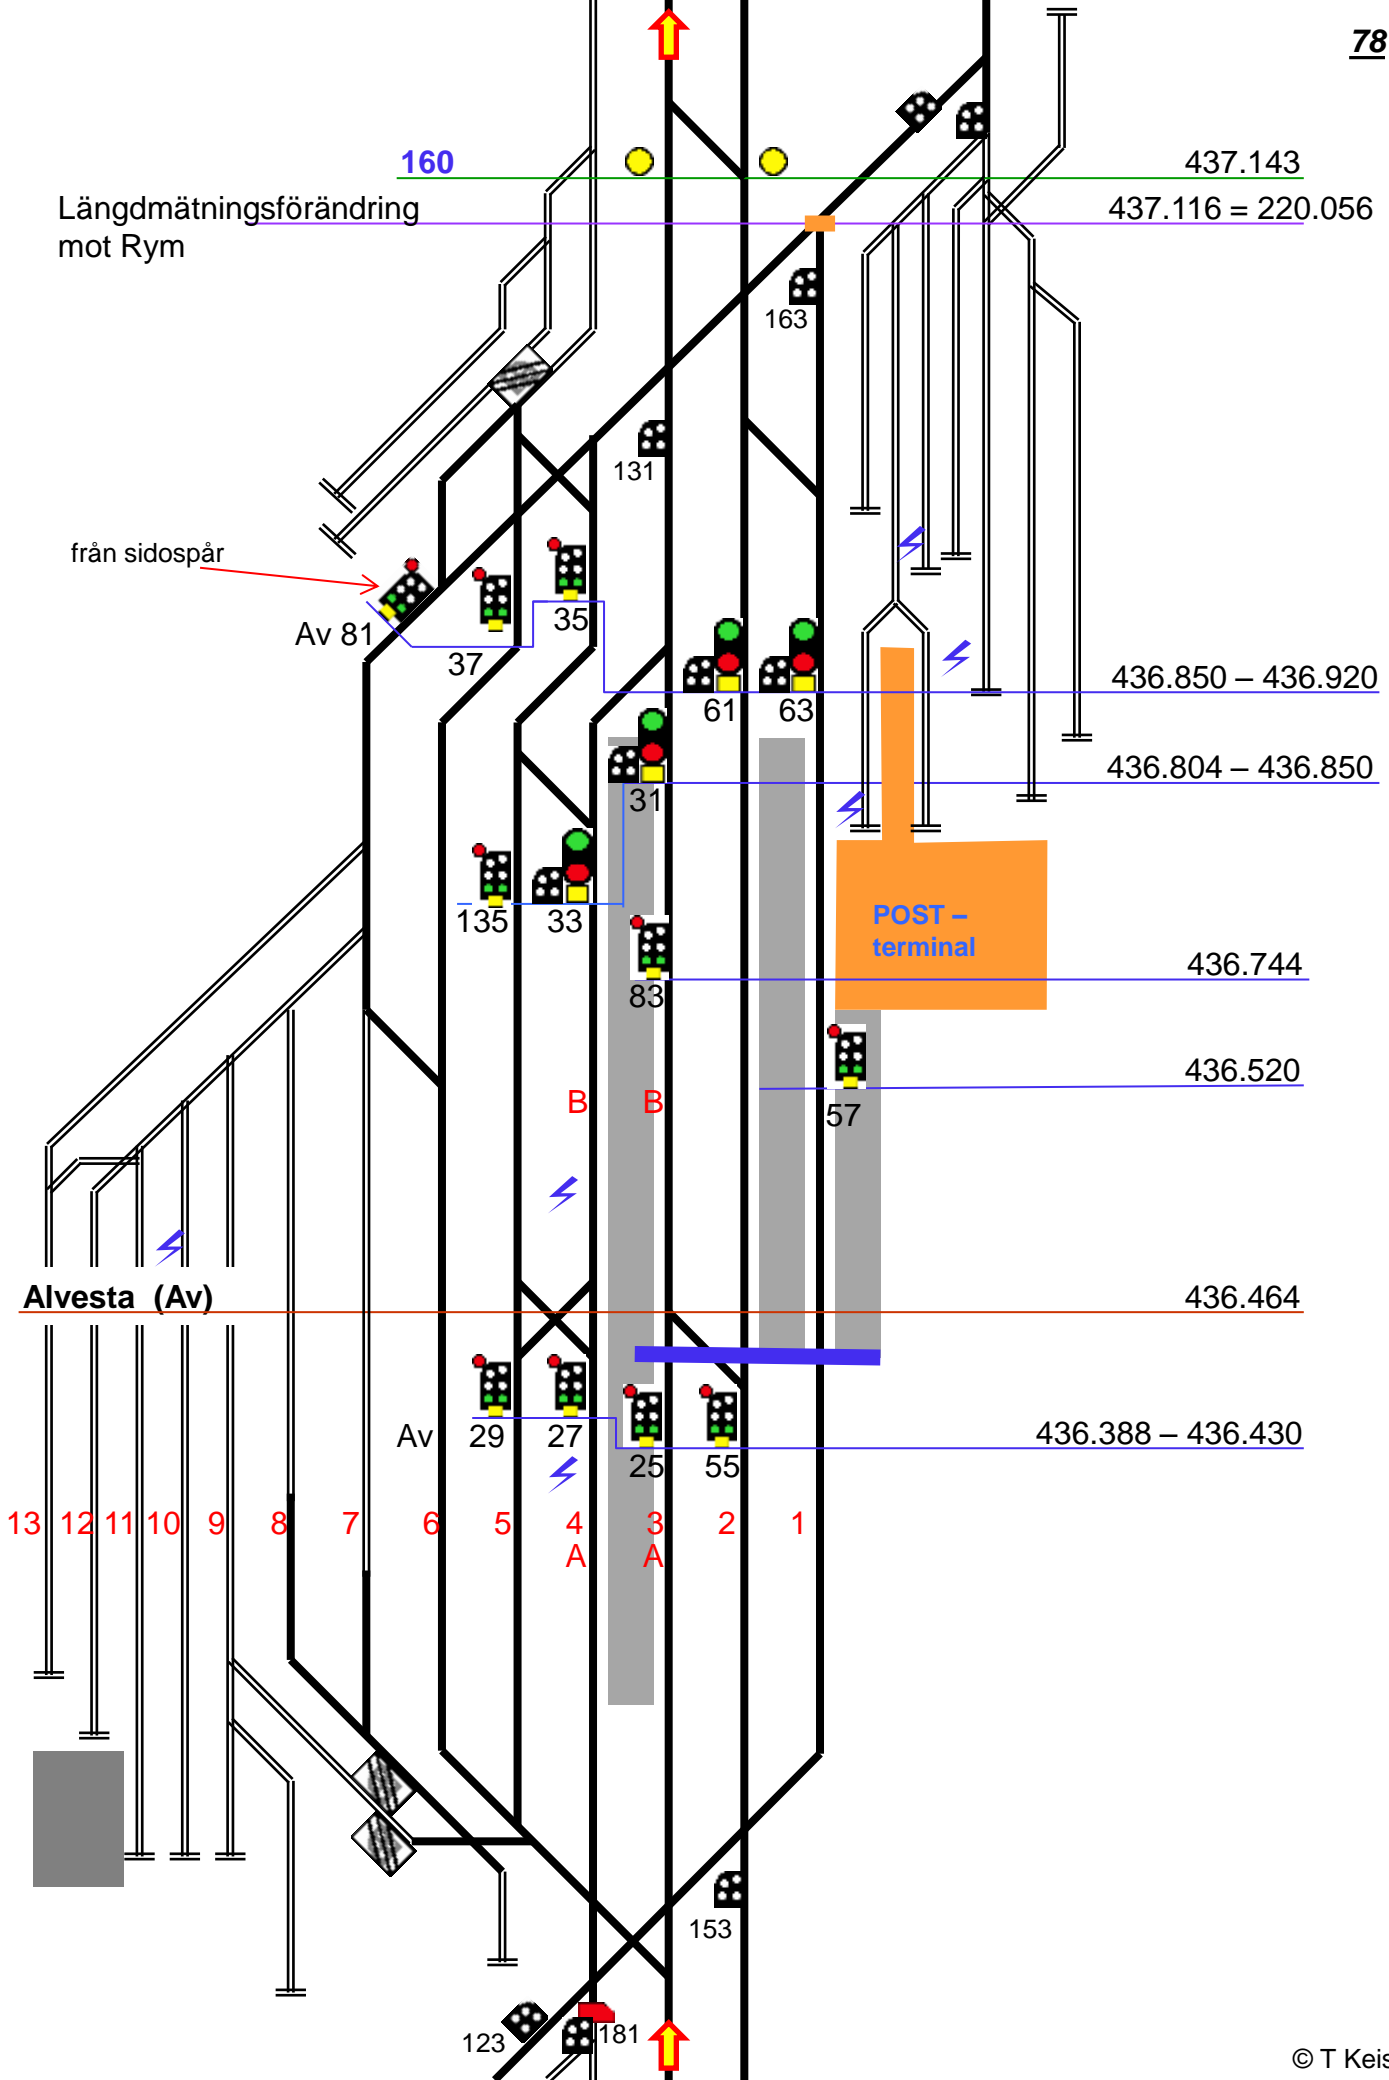 78
160
437.143
Längdmätningsförändring
mot Rym
437.116 = 220.056
163
131
från sidospår
Av 81
37
35
61
63
436.850 – 436.920
31
436.804 – 436.850
135
33
POST –
terminal
83
436.744
B
B
57
436.520
Alvesta (Av)
436.464
Av
29
27
25
55
436.388 – 436.430
13
12
11
10
9
8
7
6
5
4
3
2
1
A
A
153
123
181
© T Keis